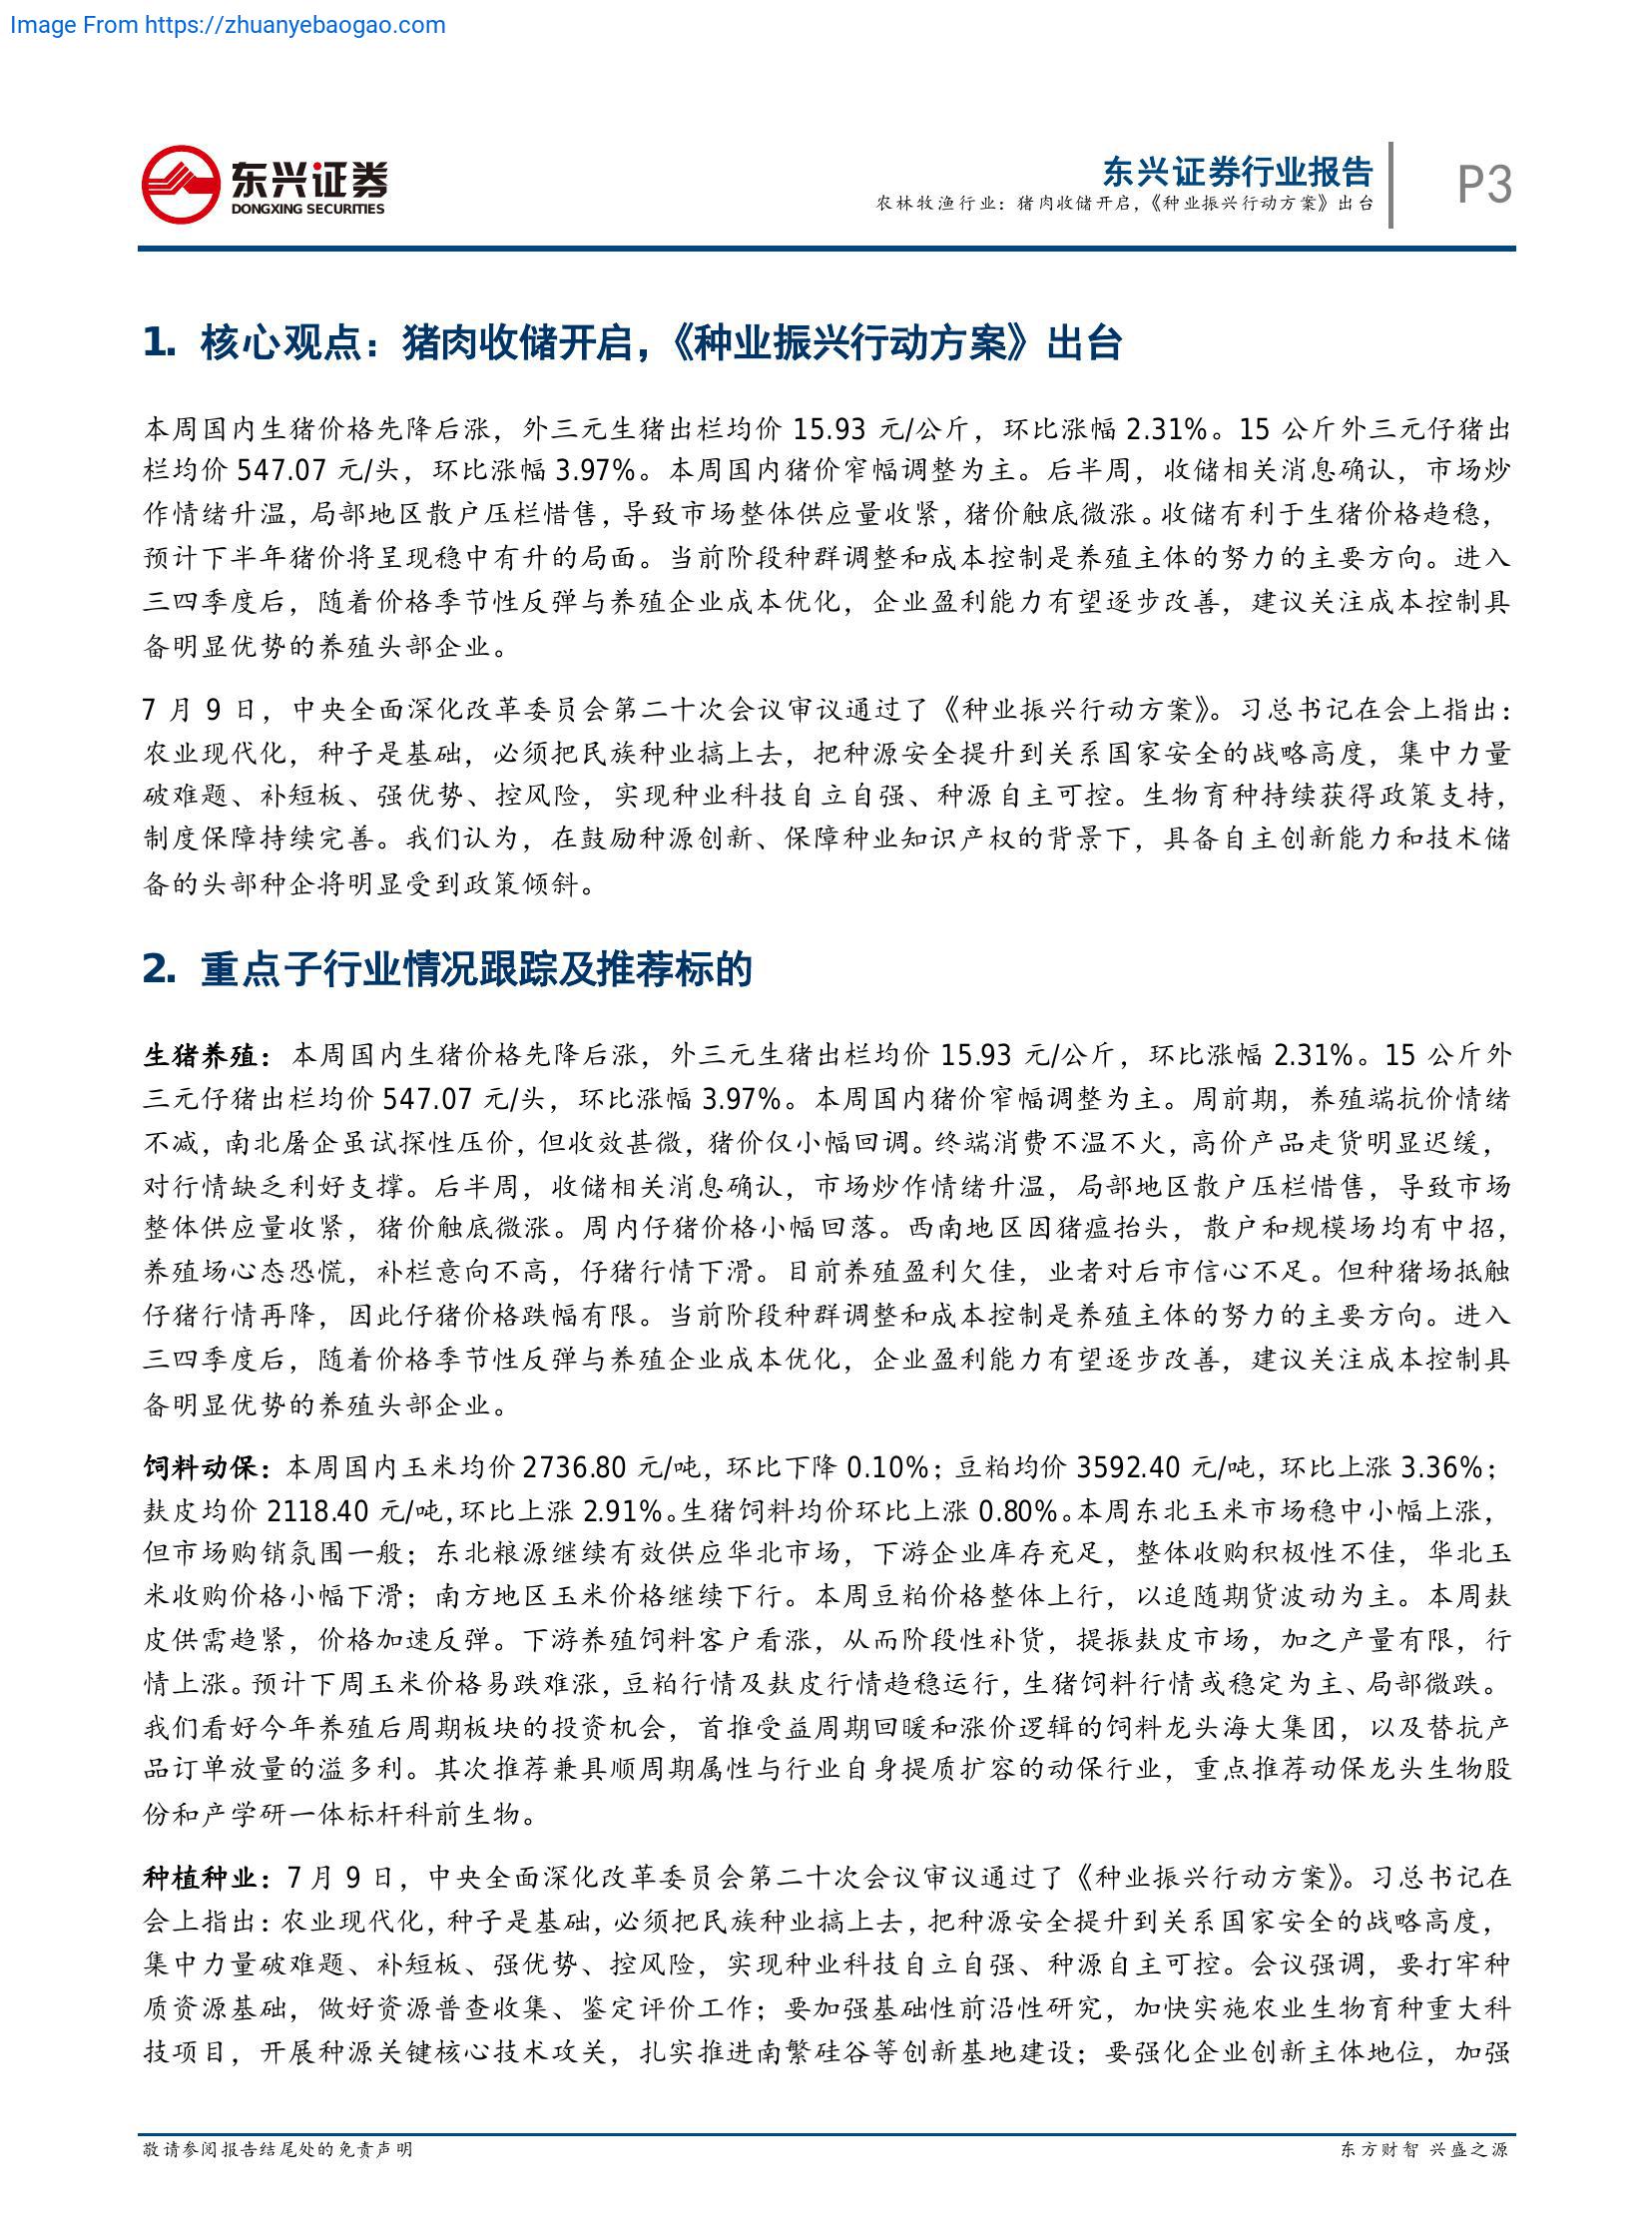 Image From https://zhuanyebaogao.com
东兴证券
DONGXING SECURITIES
东兴证券行业报告
农林牧渔行业：猪肉收储开启，《种业振兴行动方案》出台
P3
1. 核心观点：猪肉收储开启，《种业振兴行动方案》出台
本周国内生猪价格先降后涨，外三元生猪出栏均价 15.93 元/公斤，环比涨幅 2.31%。15 公斤外三元仔猪出
栏均价 547.07 元/头，环比涨幅 3.97%。本周国内猪价窄幅调整为主。后半周，收储相关消息确认，市场炒
作情绪升温，局部地区散户压栏惜售，导致市场整体供应量收紧，猪价触底微涨。收储有利于生猪价格趋稳，
预计下半年猪价将呈现稳中有升的局面。当前阶段种群调整和成本控制是养殖主体的努力的主要方向。进入
三四季度后，随着价格季节性反弹与养殖企业成本优化，企业盈利能力有望逐步改善，建议关注成本控制具
备明显优势的养殖头部企业。
7 月 9 日，中央全面深化改革委员会第二十次会议审议通过了《种业振兴行动方案》。习总书记在会上指出：
农业现代化，种子是基础，必须把民族种业搞上去，把种源安全提升到关系国家安全的战略高度，集中力量
破难题、补短板、强优势、控风险，实现种业科技自立自强、种源自主可控。生物育种持续获得政策支持，
制度保障持续完善。我们认为，在鼓励种源创新、保障种业知识产权的背景下，具备自主创新能力和技术储
备的头部种企将明显受到政策倾斜。
2. 重点子行业情况跟踪及推荐标的
生猪养殖：本周国内生猪价格先降后涨，外三元生猪出栏均价 15.93 元/公斤，环比涨幅 2.31%。15 公斤外
三元仔猪出栏均价 547.07 元/头，环比涨幅 3.97%。本周国内猪价窄幅调整为主。周前期，养殖端抗价情绪
不减，南北屠企虽试探性压价，但收效甚微，猪价仅小幅回调。终端消费不温不火，高价产品走货明显迟缓，
对行情缺乏利好支撑。后半周，收储相关消息确认，市场炒作情绪升温，局部地区散户压栏惜售，导致市场
整体供应量收紧，猪价触底微涨。周内仔猪价格小幅回落。西南地区因猪瘟抬头，散户和规模场均有中招，
养殖场心态恐慌，补栏意向不高，仔猪行情下滑。目前养殖盈利欠佳，业者对后市信心不足。但种猪场抵触
仔猪行情再降，因此仔猪价格跌幅有限。当前阶段种群调整和成本控制是养殖主体的努力的主要方向。进入
三四季度后，随着价格季节性反弹与养殖企业成本优化，企业盈利能力有望逐步改善，建议关注成本控制具
备明显优势的养殖头部企业。
饲料动保：本周国内玉米均价 2736.80 元/吨，环比下降 0.10%；豆粕均价 3592.40 元/吨，环比上涨 3.36%；
麸皮均价 2118.40 元/吨，环比上涨 2.91%。生猪饲料均价环比上涨 0.80%。本周东北玉米市场稳中小幅上涨，
但市场购销氛围一般；东北粮源继续有效供应华北市场，下游企业库存充足，整体收购积极性不佳，华北玉
米收购价格小幅下滑；南方地区玉米价格继续下行。本周豆粕价格整体上行，以追随期货波动为主。本周麸
皮供需趋紧，价格加速反弹。下游养殖饲料客户看涨，从而阶段性补货，提振麸皮市场，加之产量有限，行
情上涨。预计下周玉米价格易跌难涨，豆粕行情及麸皮行情趋稳运行，生猪饲料行情或稳定为主、局部微跌。
我们看好今年养殖后周期板块的投资机会，首推受益周期回暖和涨价逻辑的饲料龙头海大集团，以及替抗产
品订单放量的溢多利。其次推荐兼具顺周期属性与行业自身提质扩容的动保行业，重点推荐动保龙头生物股
份和产学研一体标杆科前生物。
种植种业：7 月 9 日，中央全面深化改革委员会第二十次会议审议通过了《种业振兴行动方案》。习总书记在
会上指出：农业现代化，种子是基础，必须把民族种业搞上去，把种源安全提升到关系国家安全的战略高度，
集中力量破难题、补短板、强优势、控风险，实现种业科技自立自强、种源自主可控。会议强调，要打牢种
质资源基础，做好资源普查收集、鉴定评价工作；要加强基础性前沿性研究，加快实施农业生物育种重大科
技项目，开展种源关键核心技术攻关，扎实推进南繁硅谷等创新基地建设；要强化企业创新主体地位，加强
敬请参阅报告结尾处的免责声明
东方财智 兴盛之源